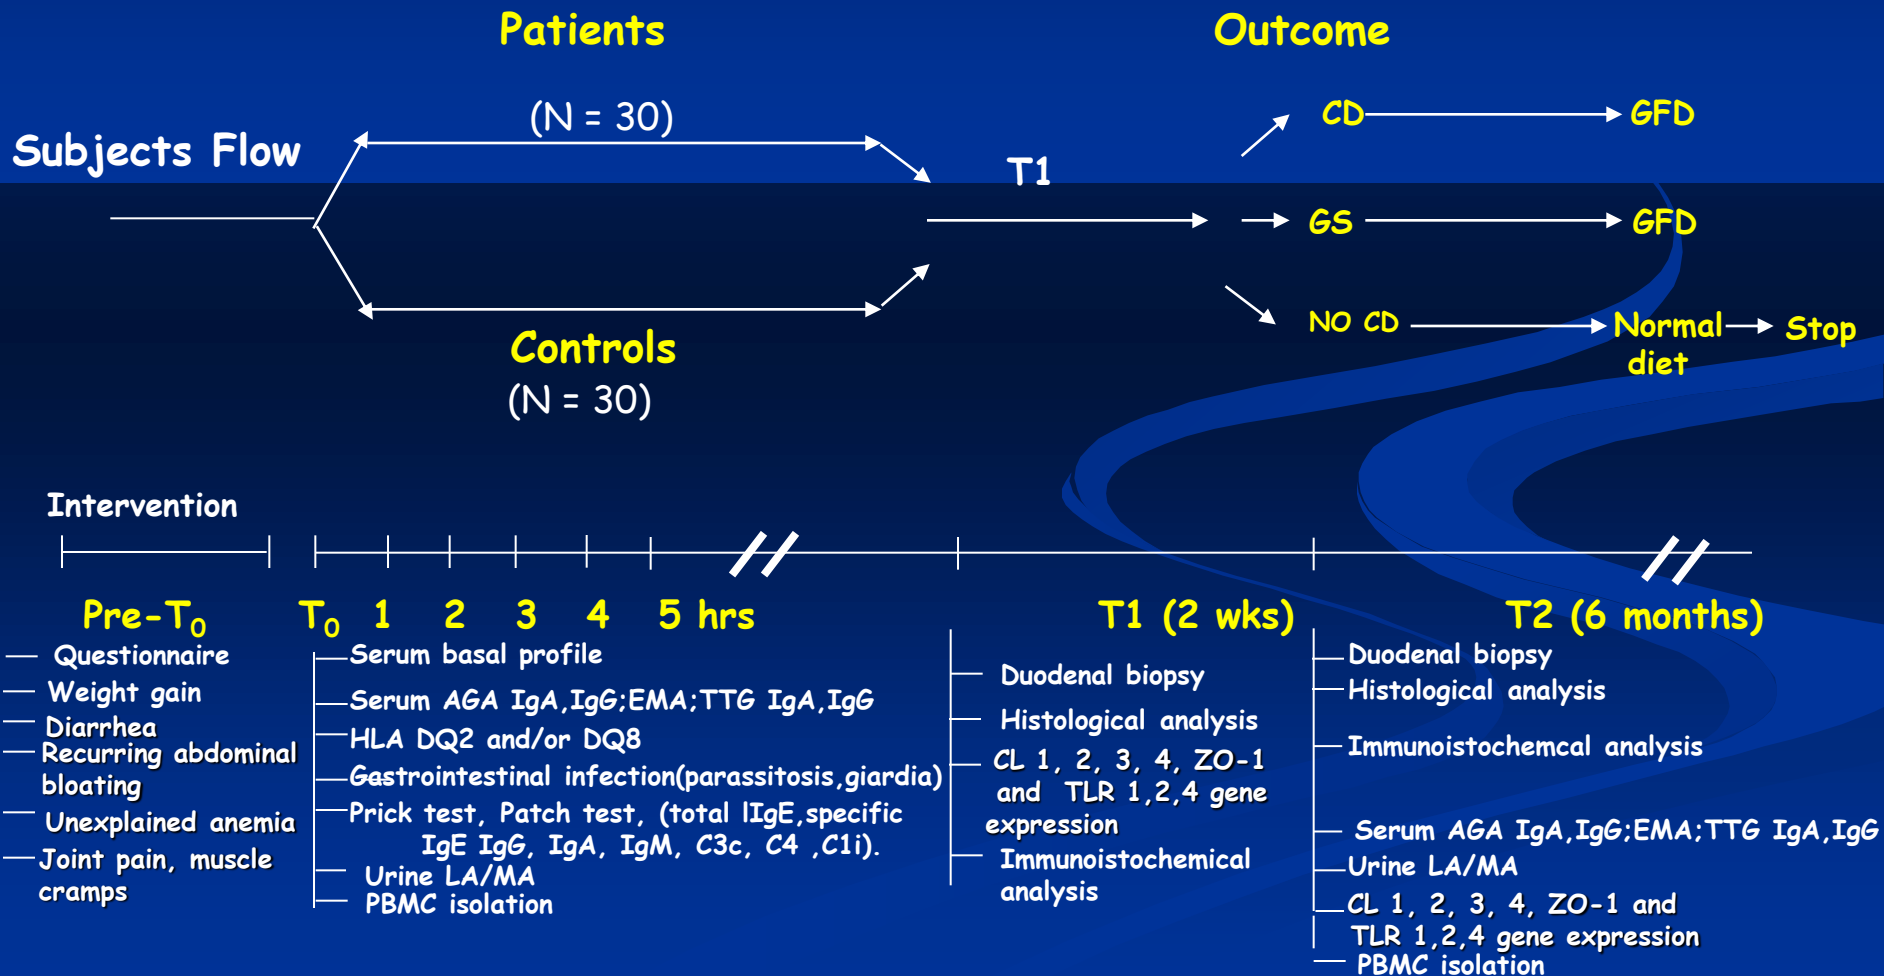 Patients
Outcome
(N = 30)
CD
GFD
Subjects Flow
T1
GS
GFD
NO CD
Normal
diet
Stop
Controls
(N = 30)
Intervention
Pre-T0
T0 1 2 3 4 5 hrs
T1 (2 wks)
T2 (6 months)
Questionnaire
Weight gain
Diarrhea
Recurring abdominal
bloating
Unexplained anemia
Joint pain, muscle
cramps
Serum basal profile
Serum AGA IgA,IgG;EMA;TTG IgA,IgG
HLA DQ2 and/or DQ8
Gastrointestinal infection(parassitosis,giardia)
Prick test, Patch test, (total lIgE,specific
IgE IgG, IgA, IgM, C3c, C4 ,C1i).
Urine LA/MA
PBMC isolation
Duodenal biopsy
Histological analysis
CL 1, 2, 3, 4, ZO-1
and TLR 1,2,4 gene
expression
Immunoistochemical
analysis
Duodenal biopsy
Histological analysis
Immunoistochemcal analysis
Serum AGA IgA,IgG;EMA;TTG IgA,IgG
Urine LA/MA
CL 1, 2, 3, 4, ZO-1 and
TLR 1,2,4 gene expression
PBMC isolation